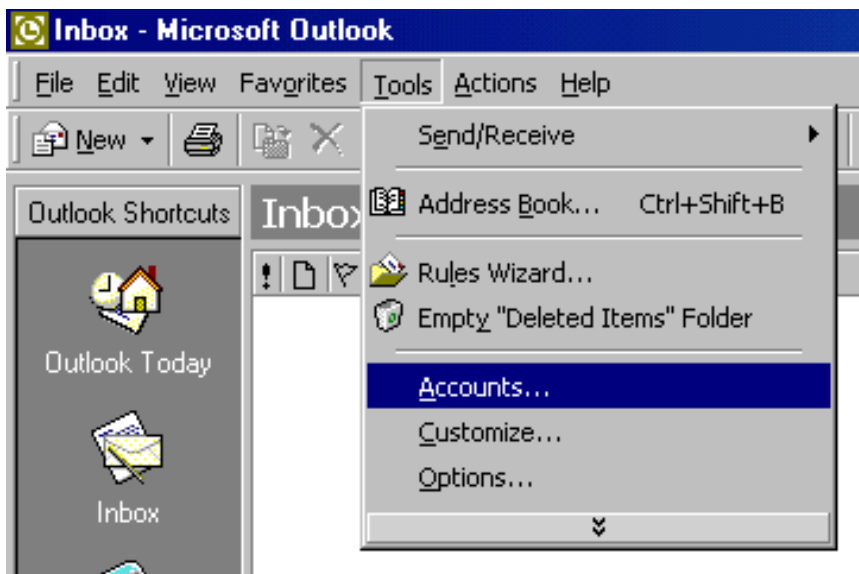 Inbox - Microsoft Outlook
File Edit View Favorites Tools Actions Help
New
Send/Receive
Outlook Shortcuts
Inbo
Address Book... Ctrl+Shift+B
Rules Wizard...
Empty "Deleted Items" Folder
Outlook Today
Accounts...
Customize...
Options...
Inbox